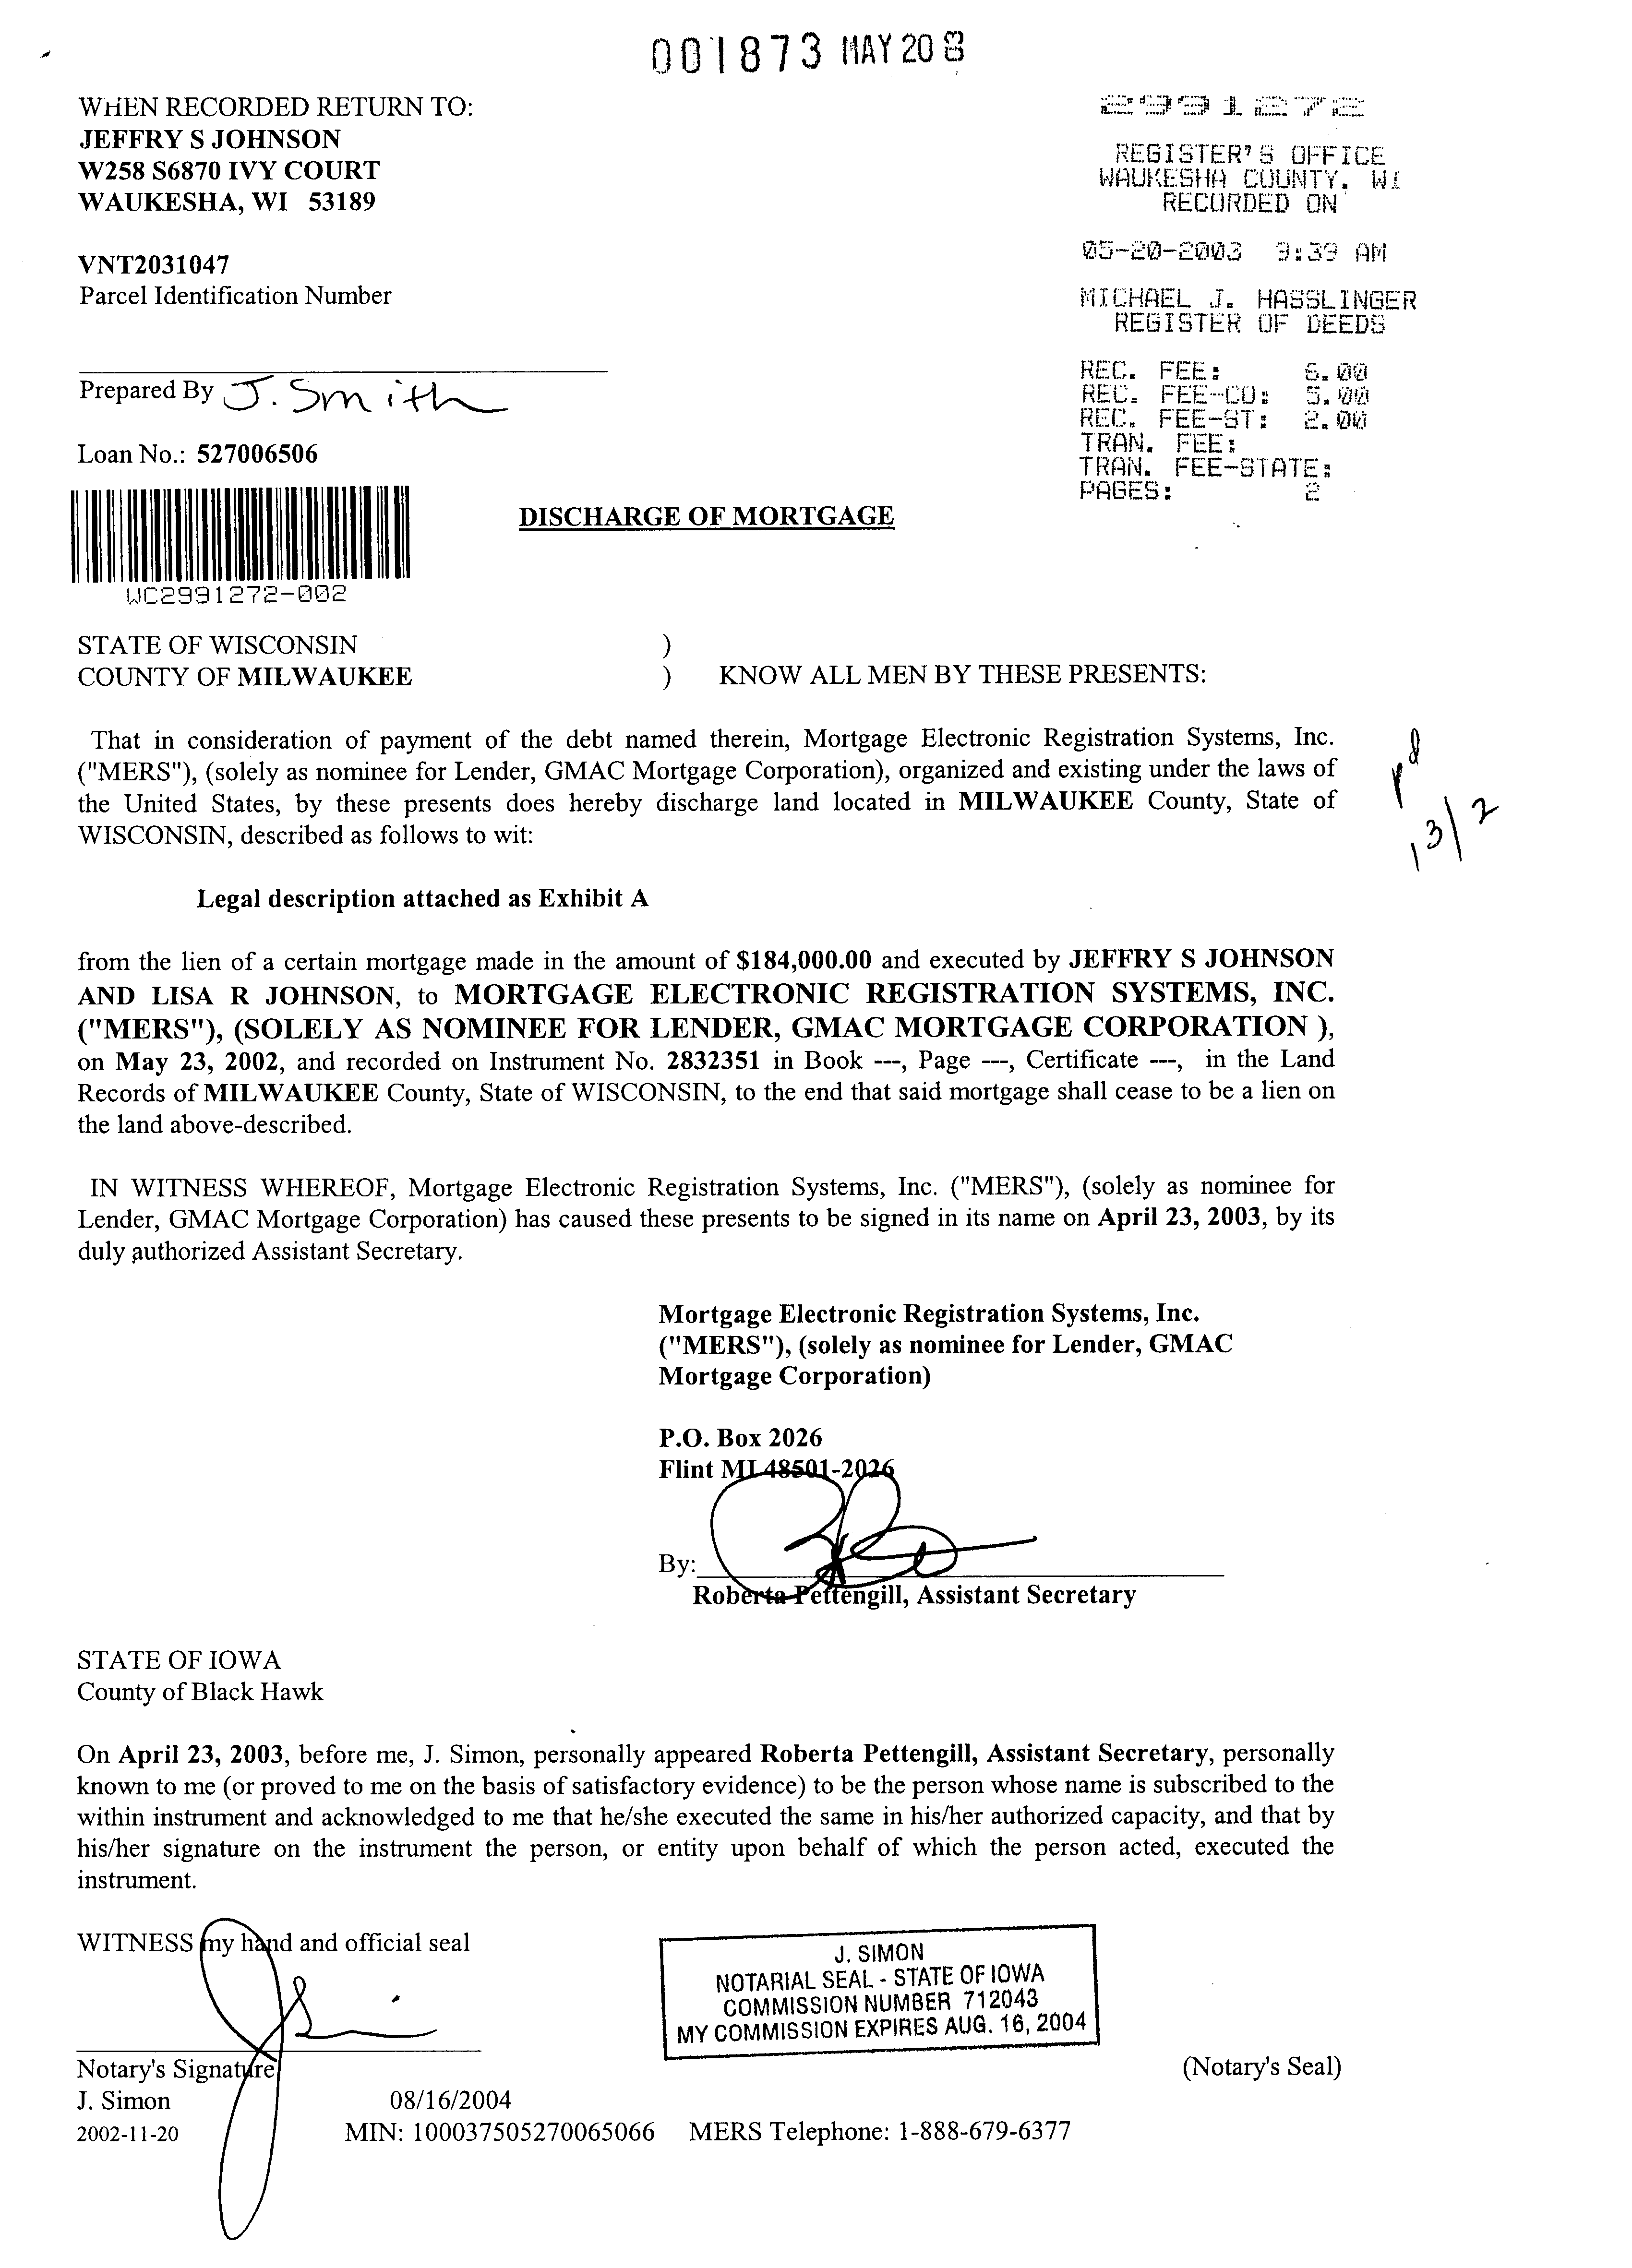 001873 MAY 20 03
WHEN RECORDED RETURN TO:
JEFFRY S JOHNSON
W258 S6870 IVY COURT
WAUKESHA, WI 53189
2991272
REGISTER'S OFFICE
WAUKESHA COUNTY, WI
RECORDED ON
05-20-2003 9:39 AM
MICHAEL J. HASSLINGER
REGISTER OF DEEDS
REC. FEE: 6.00
REC. FEE-CO: 5.00
REC. FEE-ST: 2.00
TRAN. FEE:
TRAN. FEE-STATE:
PAGES: 2
VNT2031047
Parcel Identification Number
Prepared By J. Smith
Loan No.: 527006506
WC2991272-002
DISCHARGE OF MORTGAGE
STATE OF WISCONSIN )
COUNTY OF MILWAUKEE ) KNOW ALL MEN BY THESE PRESENTS:
That in consideration of payment of the debt named therein, Mortgage Electronic Registration Systems, Inc.
("MERS"), (solely as nominee for Lender, GMAC Mortgage Corporation), organized and existing under the laws of
the United States, by these presents does hereby discharge land located in MILWAUKEE County, State of
WISCONSIN, described as follows to wit:
pd
13/2
Legal description attached as Exhibit A
from the lien of a certain mortgage made in the amount of $184,000.00 and executed by JEFFRY S JOHNSON
AND LISA R JOHNSON, to MORTGAGE ELECTRONIC REGISTRATION SYSTEMS, INC.
("MERS"), (SOLELY AS NOMINEE FOR LENDER, GMAC MORTGAGE CORPORATION ),
on May 23, 2002, and recorded on Instrument No. 2832351 in Book ---, Page ---, Certificate ---, in the Land
Records of MILWAUKEE County, State of WISCONSIN, to the end that said mortgage shall cease to be a lien on
the land above-described.
IN WITNESS WHEREOF, Mortgage Electronic Registration Systems, Inc. ("MERS"), (solely as nominee for
Lender, GMAC Mortgage Corporation) has caused these presents to be signed in its name on April 23, 2003, by its
duly authorized Assistant Secretary.
Mortgage Electronic Registration Systems, Inc.
("MERS"), (solely as nominee for Lender, GMAC
Mortgage Corporation)
P.O. Box 2026
Flint MI 48501-2026
By:
Roberta Pettengill, Assistant Secretary
STATE OF IOWA
County of Black Hawk
On April 23, 2003, before me, J. Simon, personally appeared Roberta Pettengill, Assistant Secretary, personally
known to me (or proved to me on the basis of satisfactory evidence) to be the person whose name is subscribed to the
within instrument and acknowledged to me that he/she executed the same in his/her authorized capacity, and that by
his/her signature on the instrument the person, or entity upon behalf of which the person acted, executed the
instrument.
WITNESS my hand and official seal
J. SIMON
NOTARIAL SEAL - STATE OF IOWA
COMMISSION NUMBER 712043
MY COMMISSION EXPIRES AUG. 16, 2004
Notary's Signature
(Notary's Seal)
J. Simon 08/16/2004
2002-11-20 MIN: 100037505270065066 MERS Telephone: 1-888-679-6377